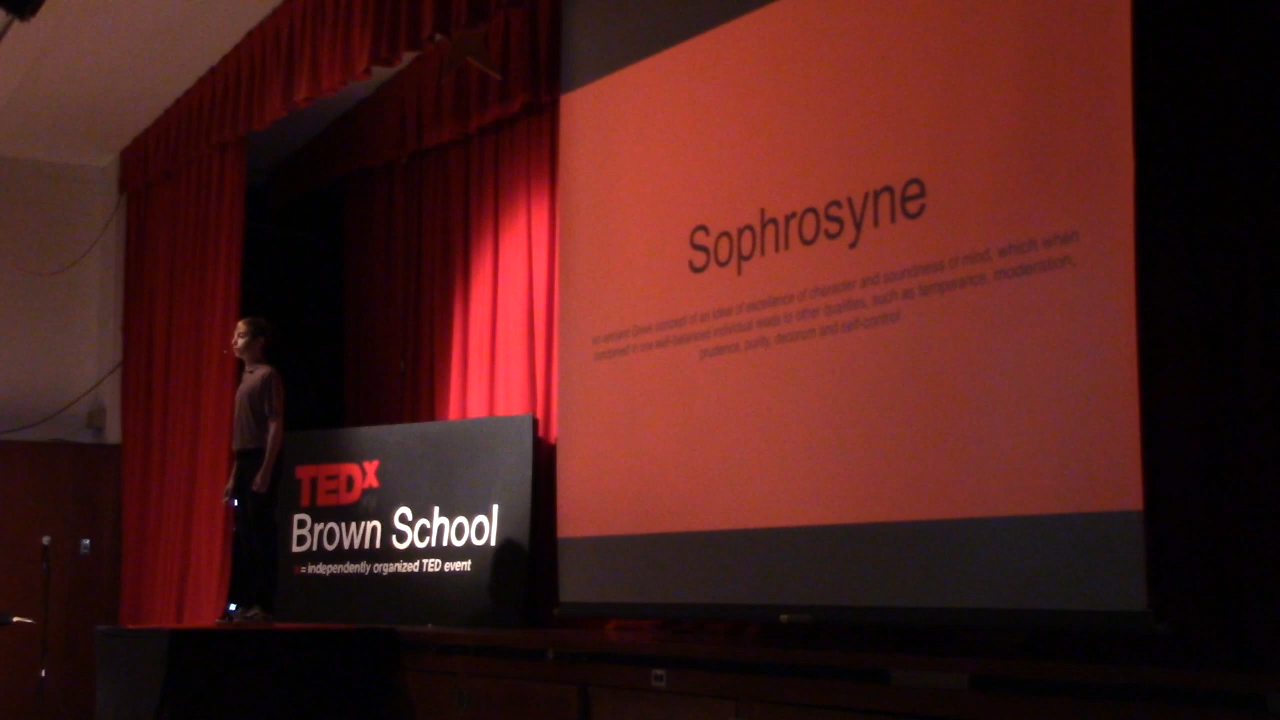 Sophrosyne
an ancient Greek concept of an ideal of excellence of character and soundness of mind, which when
combined in one well-balanced individual leads to other qualities, such as temperance, moderation,
prudence, purity, decorum and self-control
TEDx
Brown School
x = independently organized TED event